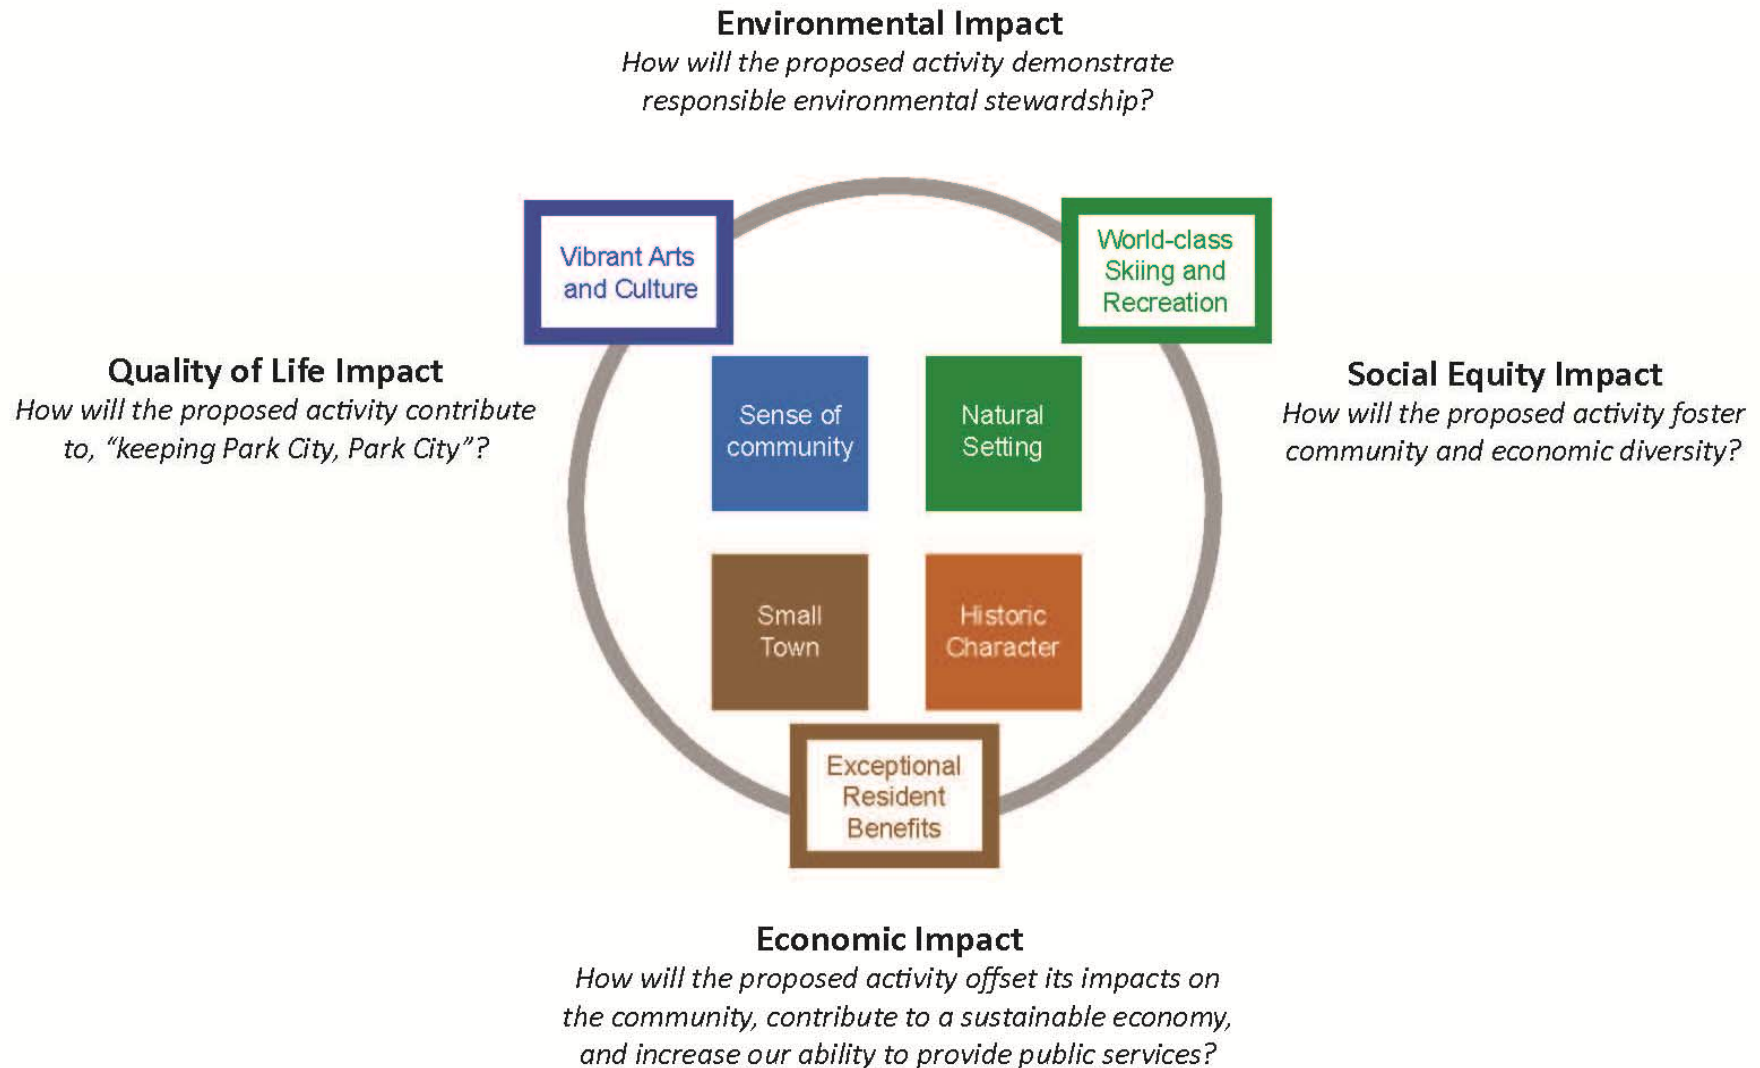 Environmental Impact
How will the proposed activity demonstrate
responsible environmental stewardship?
Vibrant Arts
and Culture
World-class
Skiing and
Recreation
Quality of Life Impact
How will the proposed activity contribute
to, “keeping Park City, Park City”?
Sense of
community
Natural
Setting
Social Equity Impact
How will the proposed activity foster
community and economic diversity?
Small
Town
Historic
Character
Exceptional
Resident
Benefits
Economic Impact
How will the proposed activity offset its impacts on
the community, contribute to a sustainable economy,
and increase our ability to provide public services?